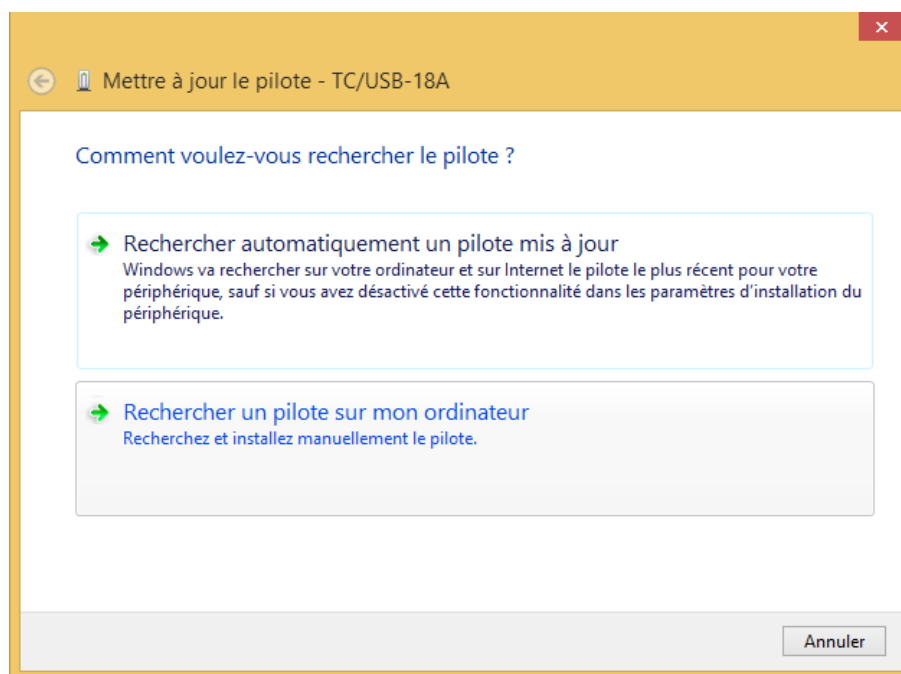 Mettre à jour le pilote - TC/USB-18A
Comment voulez-vous rechercher le pilote ?
Rechercher automatiquement un pilote mis à jour
Windows va rechercher sur votre ordinateur et sur Internet le pilote le plus récent pour votre
périphérique, sauf si vous avez désactivé cette fonctionnalité dans les paramètres d'installation du
périphérique.
Rechercher un pilote sur mon ordinateur
Recherchez et installez manuellement le pilote.
Annuler